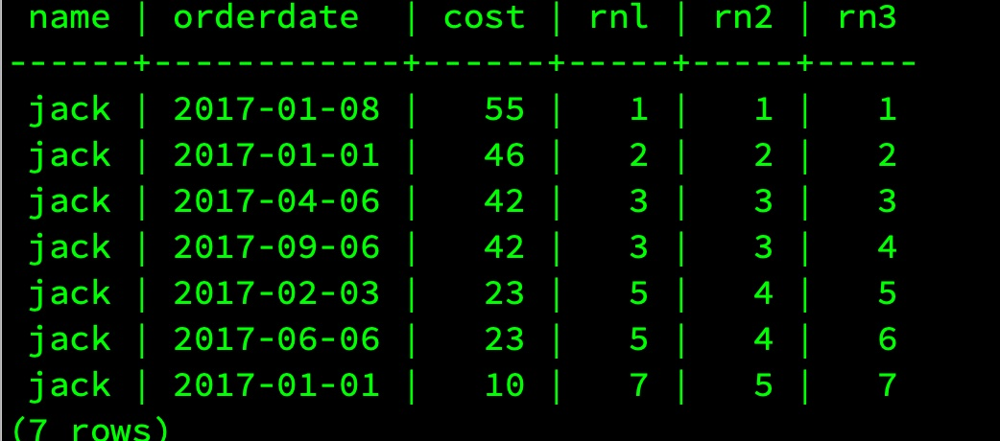 name | orderdate  | cost | rnl | rn2 | rn3
------+------------+------+-----+-----+-----
 jack | 2017-01-08 |   55 |   1 |   1 |   1
 jack | 2017-01-01 |   46 |   2 |   2 |   2
 jack | 2017-04-06 |   42 |   3 |   3 |   3
 jack | 2017-09-06 |   42 |   3 |   3 |   4
 jack | 2017-02-03 |   23 |   5 |   4 |   5
 jack | 2017-06-06 |   23 |   5 |   4 |   6
 jack | 2017-01-01 |   10 |   7 |   5 |   7
(7 rows)